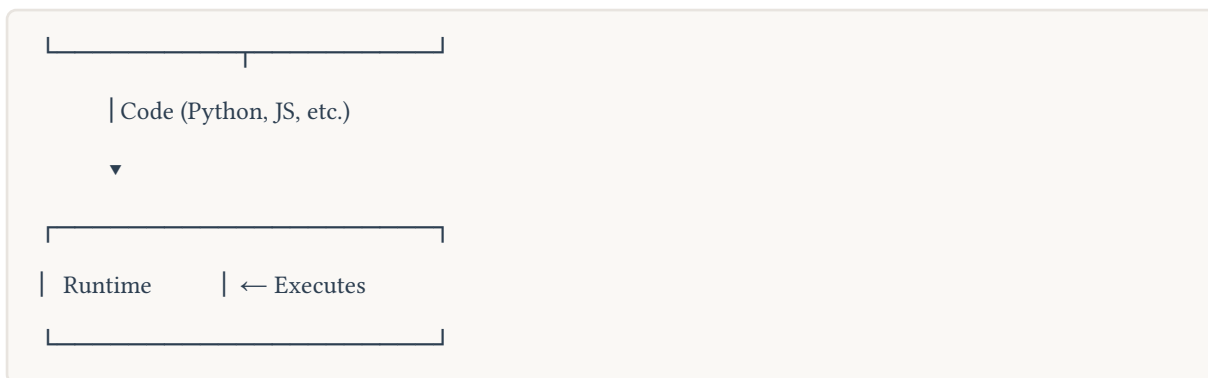 └─────────┬─────────┘
│ Code (Python, JS, etc.)
▼
┌───────────────────┐
│ Runtime │ ← Executes
└───────────────────┘